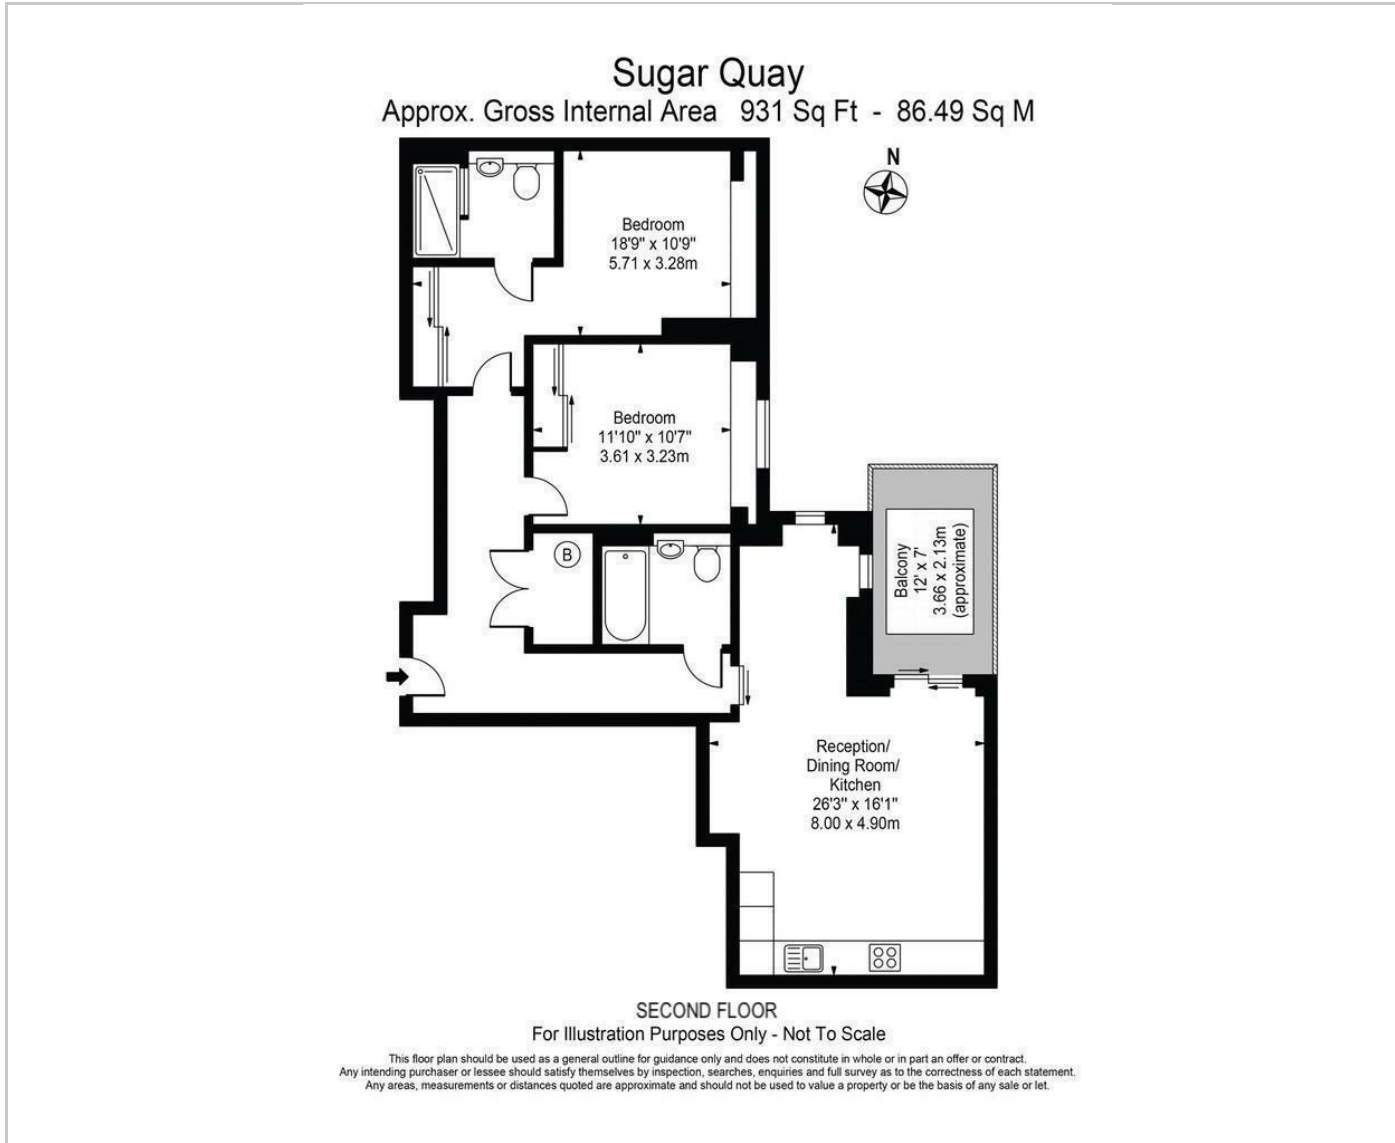 Sugar Quay
Approx. Gross Internal Area 931 Sq Ft - 86.49 Sq M
N
Bedroom
18'9" x 10'9"
5.71 x 3.28m
Bedroom
11'10" x 10'7"
3.61 x 3.23m
B
Balcony
12' x 7'
3.66 x 2.13m
(approximate)
Reception/
Dining Room/
Kitchen
26'3" x 16'1"
8.00 x 4.90m
SECOND FLOOR
For Illustration Purposes Only - Not To Scale
This floor plan should be used as a general outline for guidance only and does not constitute in whole or in part an offer or contract.
Any intending purchaser or lessee should satisfy themselves by inspection, searches, enquiries and full survey as to the correctness of each statement.
Any areas, measurements or distances quoted are approximate and should not be used to value a property or be the basis of any sale or let.